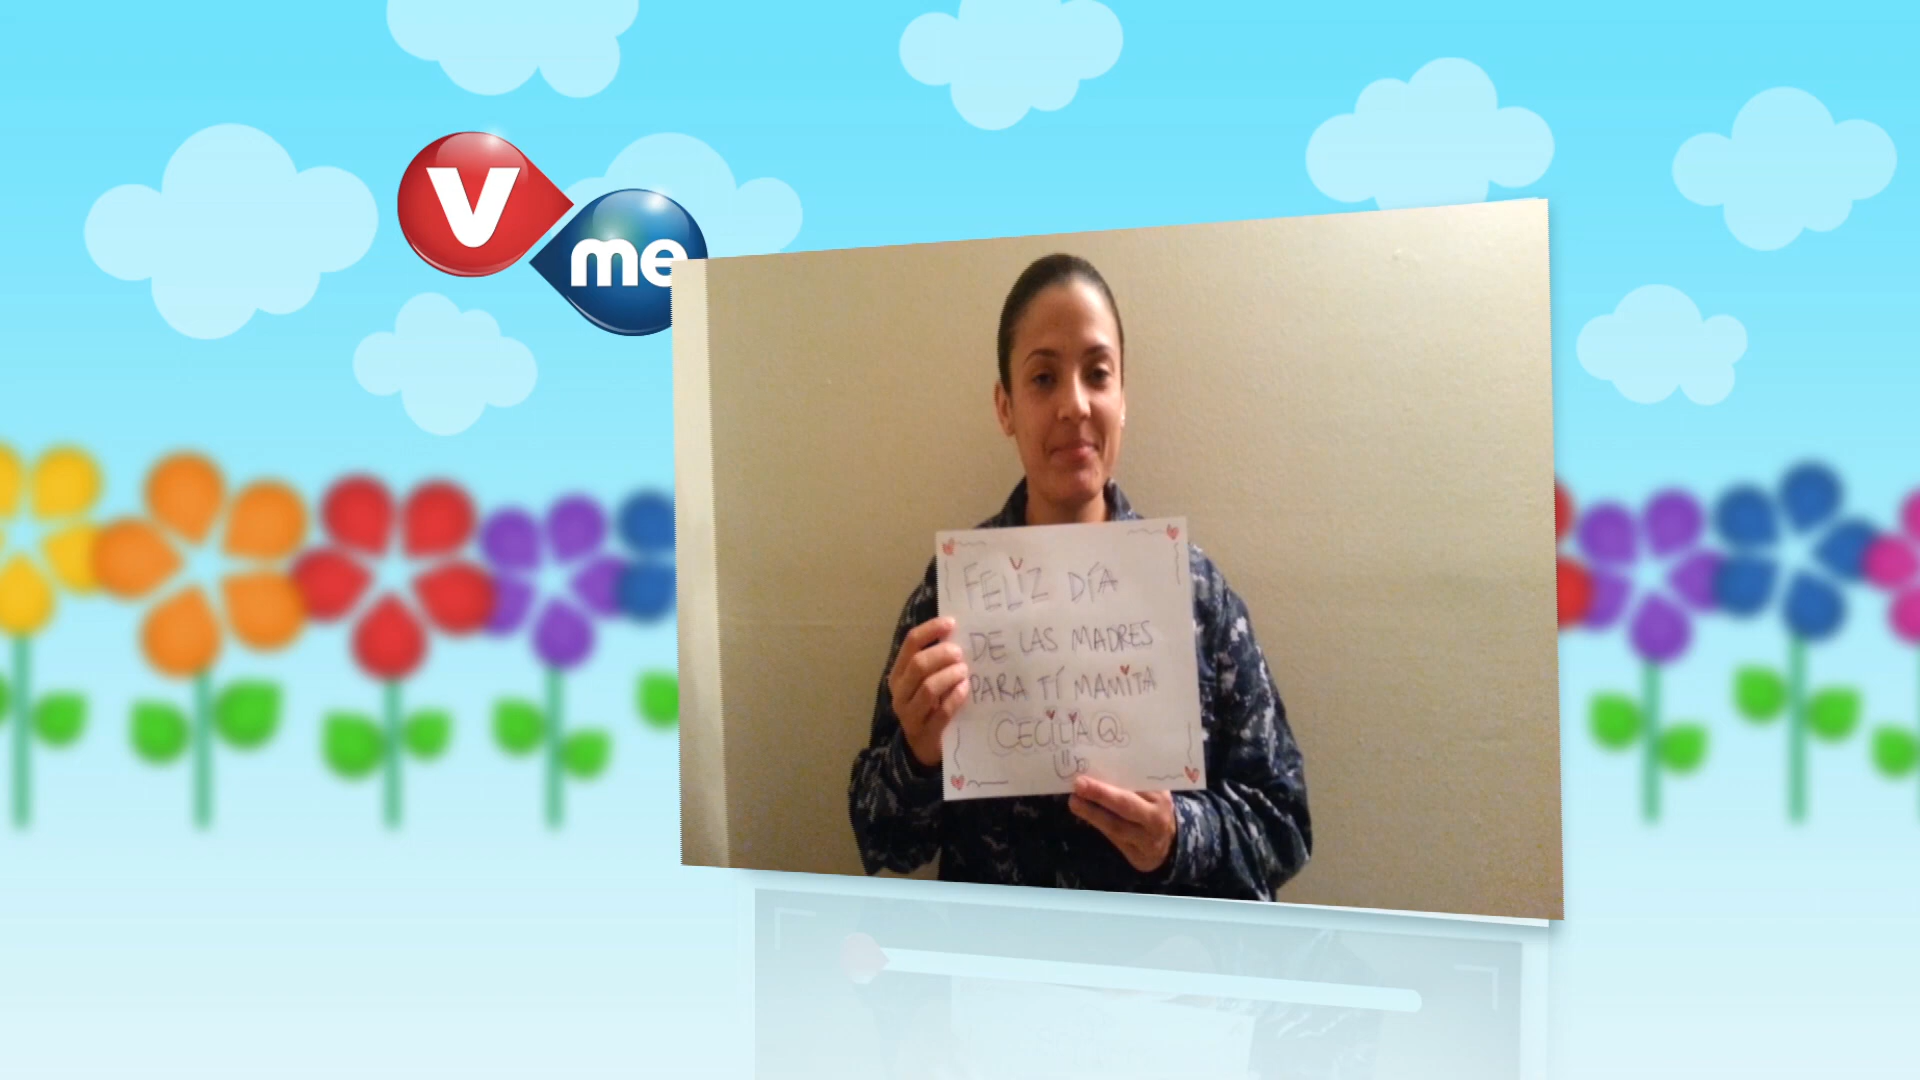 V
me
FELIZ DÍA
DE LAS MADRES
PARA TÍ MAMITA
CECILIA Q